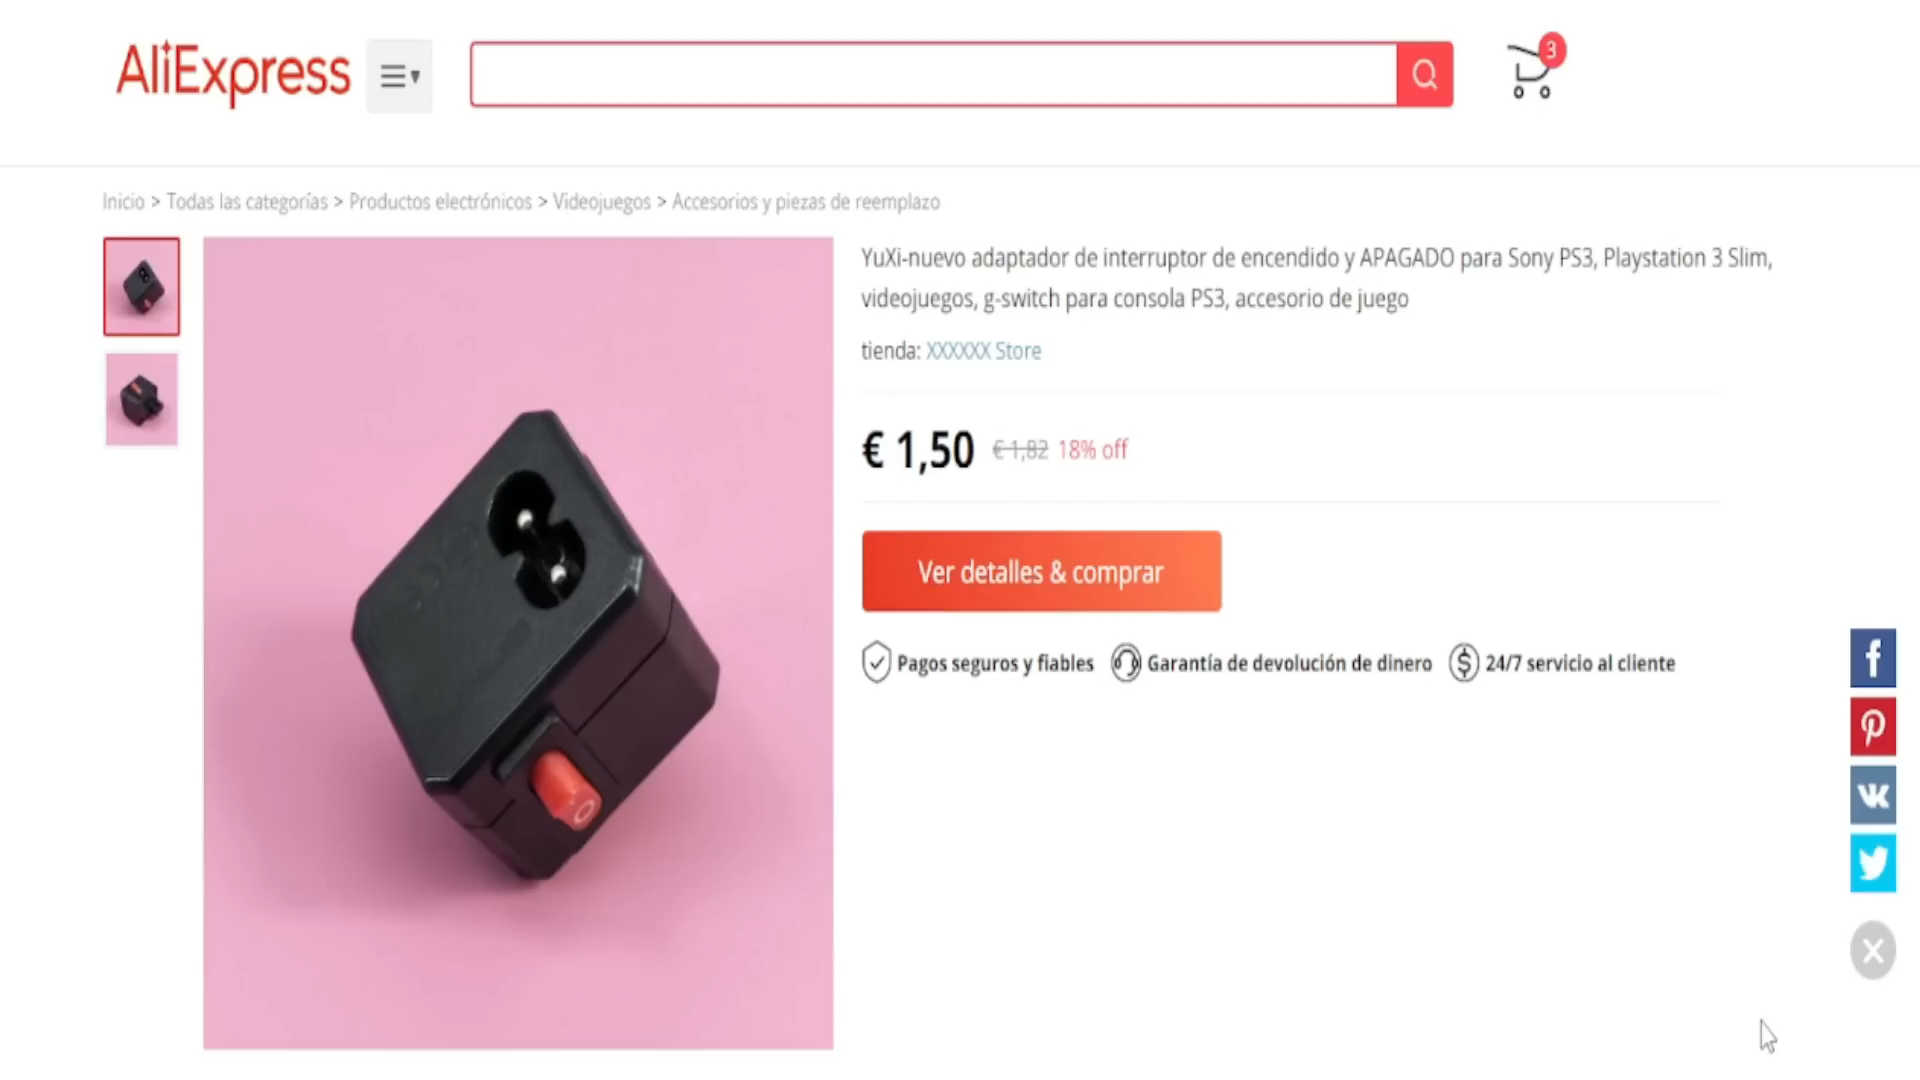 AliExpress
3
Inicio > Todas las categorías > Productos electrónicos > Videojuegos > Accesorios y piezas de reemplazo
YuXi-nuevo adaptador de interruptor de encendido y APAGADO para Sony PS3, Playstation 3 Slim,
videojuegos, g-switch para consola PS3, accesorio de juego
tienda: XXXXXX Store
€ 1,50 € 1,82 18% off
Ver detalles & comprar
Pagos seguros y fiables Garantía de devolución de dinero 24/7 servicio al cliente